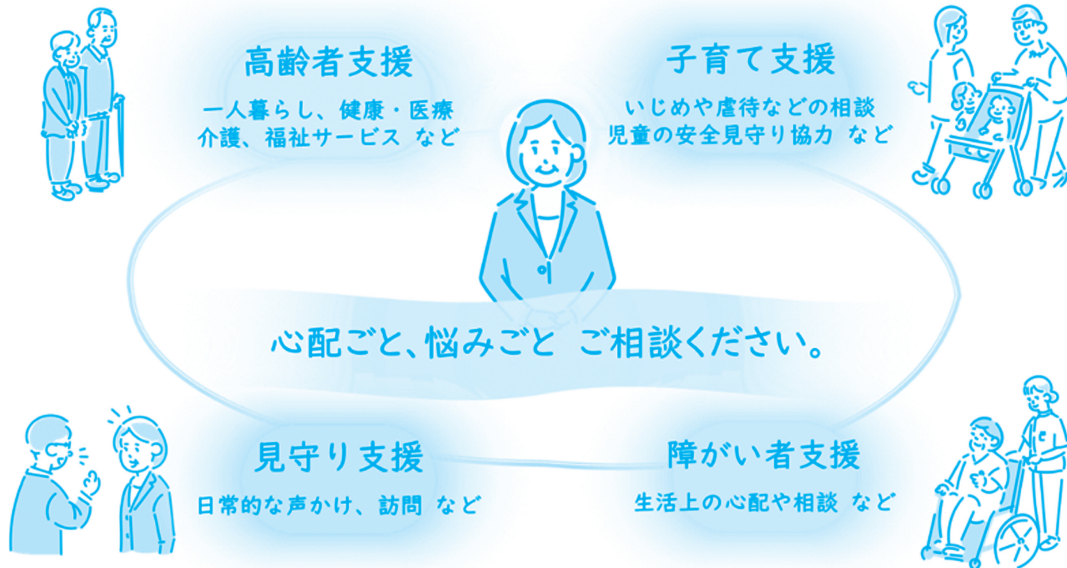 高齢者支援
一人暮らし、健康・医療
介護、福祉サービス など
子育て支援
いじめや虐待などの相談
児童の安全見守り協力 など
心配ごと、悩みごと ご相談ください。
見守り支援
日常的な声かけ、訪問 など
障がい者支援
生活上の心配や相談 など